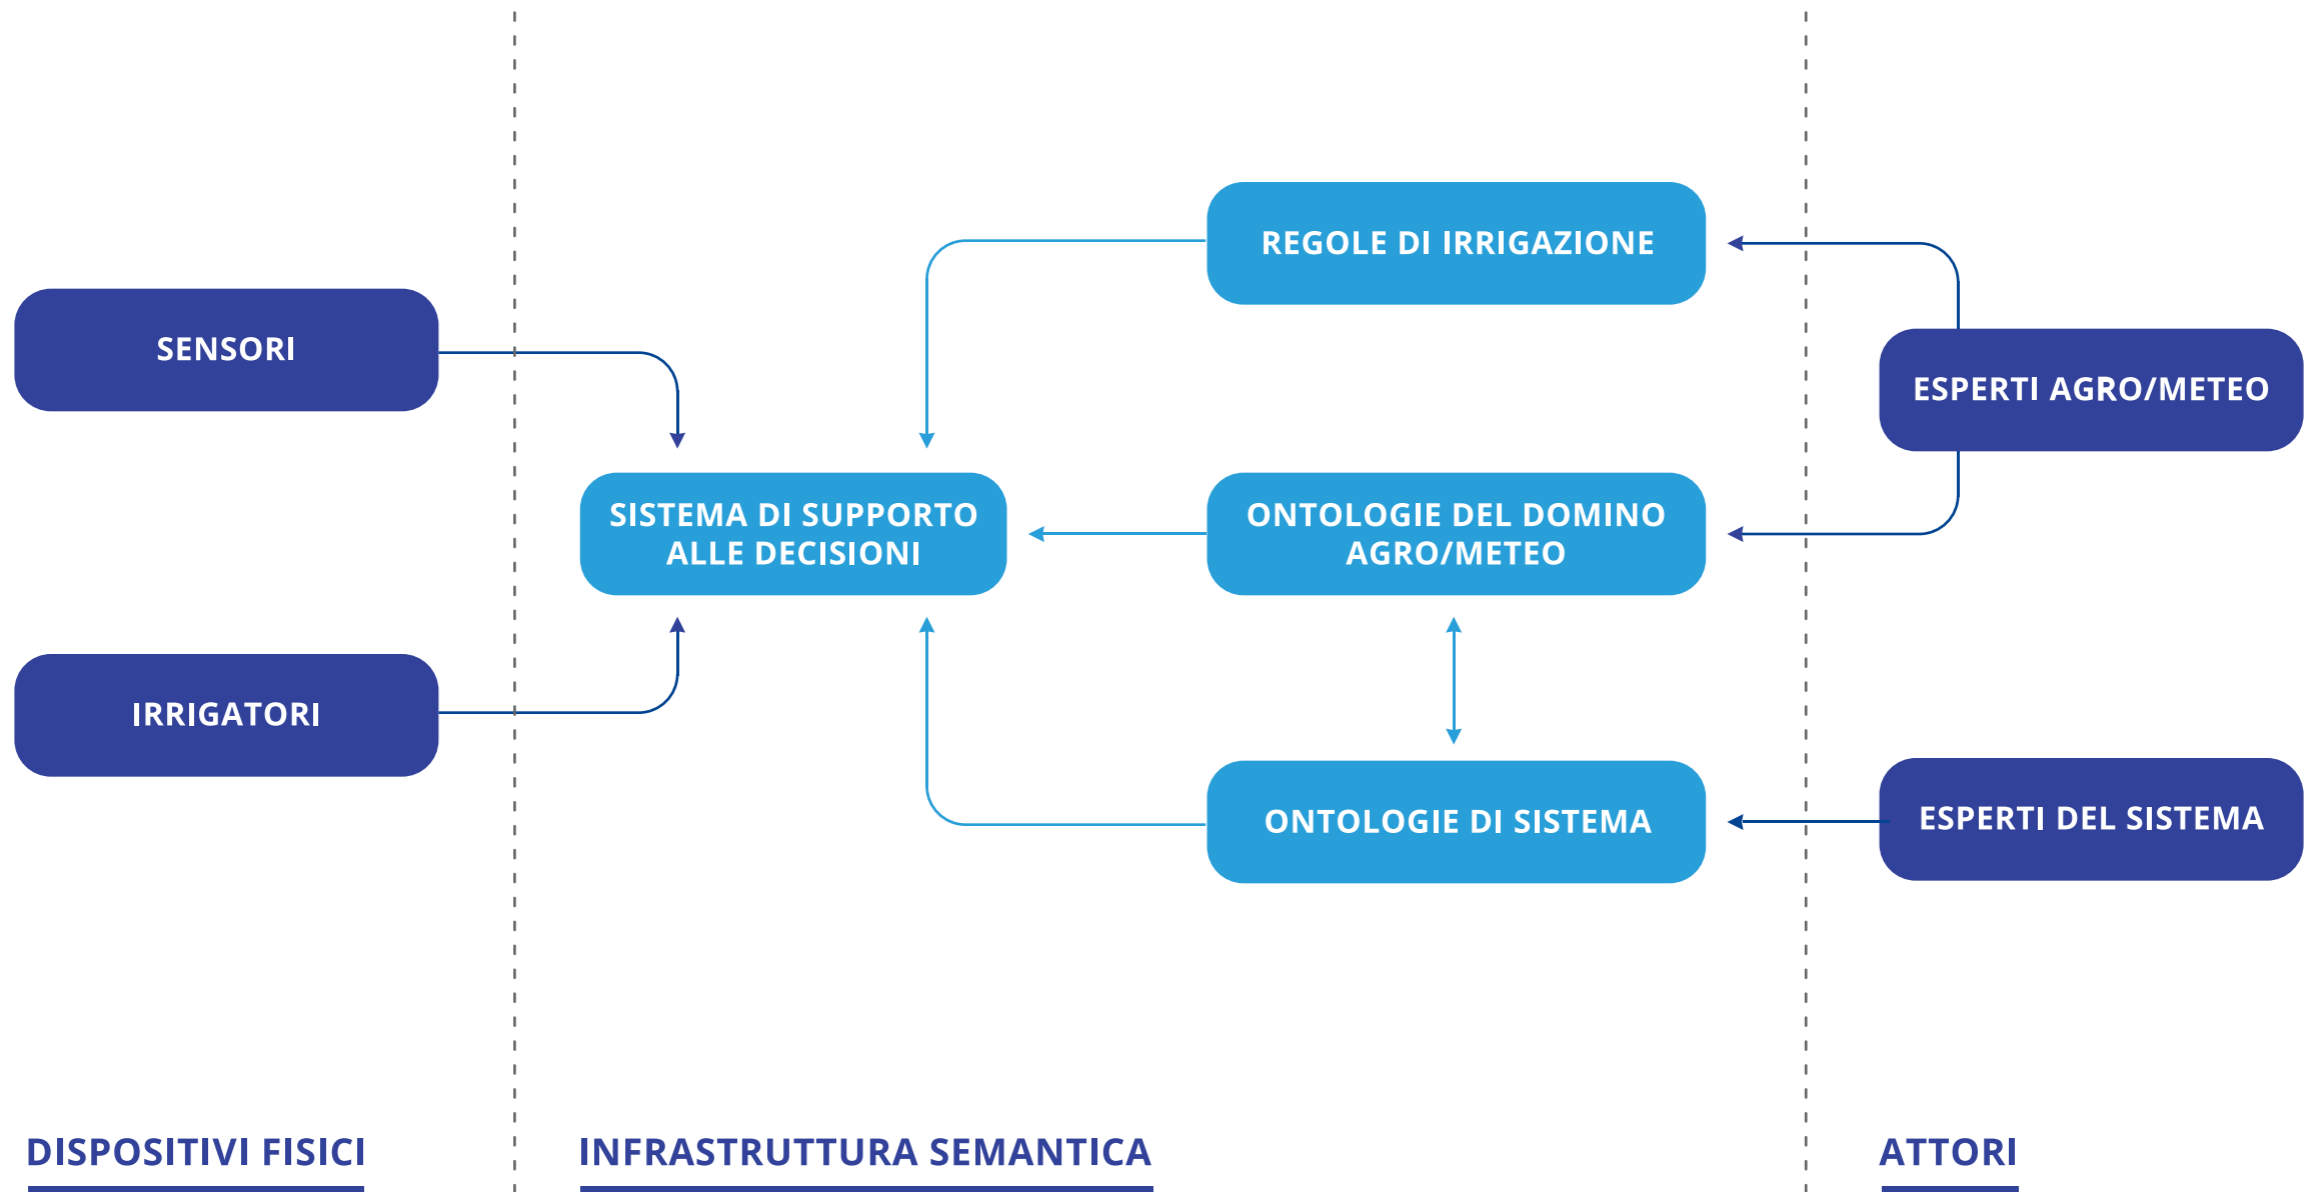 REGOLE DI IRRIGAZIONE
SENSORI
ESPERTI AGRO/METEO
SISTEMA DI SUPPORTO
ALLE DECISIONI
ONTOLOGIE DEL DOMINO
AGRO/METEO
IRRIGATORI
ONTOLOGIE DI SISTEMA
ESPERTI DEL SISTEMA
DISPOSITIVI FISICI
INFRASTRUTTURA SEMANTICA
ATTORI